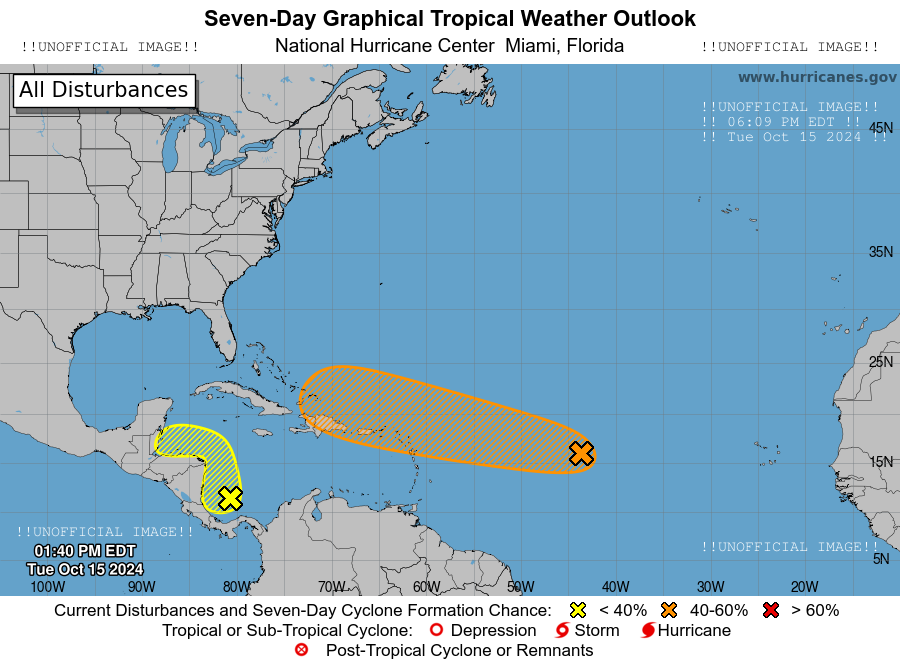 Seven-Day Graphical Tropical Weather Outlook
!!UNOFFICIAL IMAGE!! National Hurricane Center Miami, Florida !!UNOFFICIAL IMAGE!!
All Disturbances
www.hurricanes.gov
!!UNOFFICIAL IMAGE!!
!! 06:09 PM EDT !!
!! Tue Oct 15 2024 !!
45N
35N
25N
15N
!!UNOFFICIAL IMAGE!!
01:40 PM EDT
Tue Oct 15 2024
!!UNOFFICIAL IMAGE!!
5N
100W 90W 80W 70W 60W 50W 40W 30W 20W
Current Disturbances and Seven-Day Cyclone Formation Chance: < 40% 40-60% > 60%
Tropical or Sub-Tropical Cyclone: Depression Storm Hurricane
Post-Tropical Cyclone or Remnants